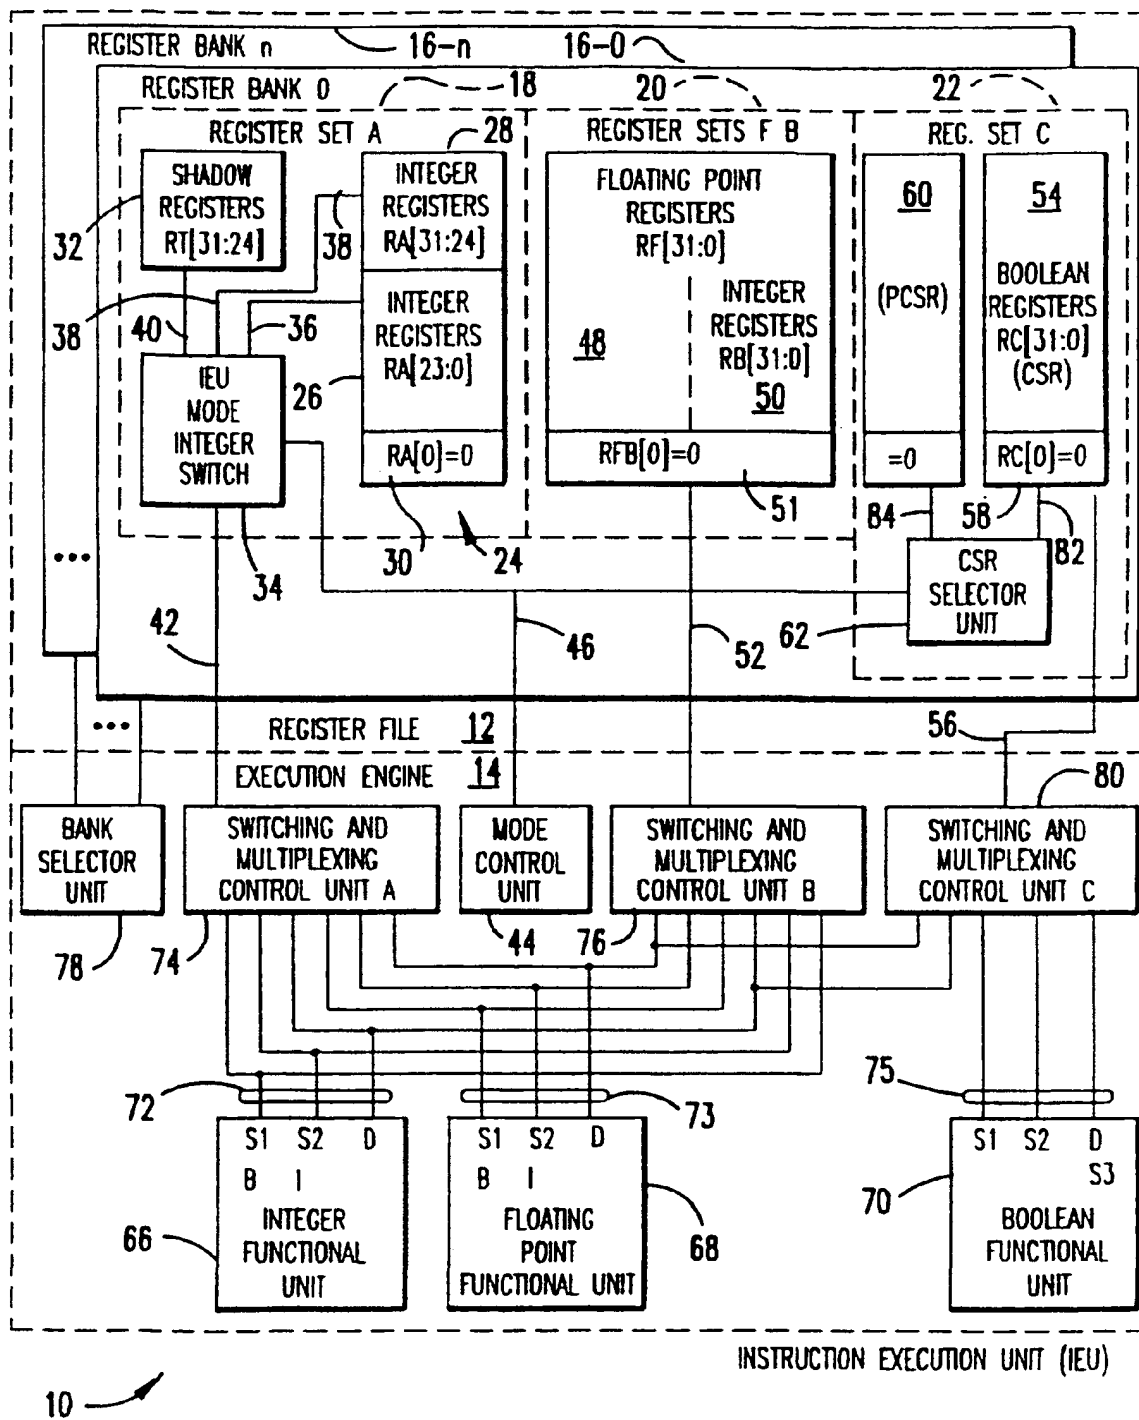 REGISTER BANK n
16-n
16-0
REGISTER BANK 0
18
20
22
REGISTER SET A
28
REGISTER SETS F B
REG. SET C
SHADOW
REGISTERS
RT[31:24]
32
38
INTEGER
REGISTERS
RA[31:24]
FLOATING POINT
REGISTERS
RF[31:0]
60
(PCSR)
54
BOOLEAN
REGISTERS
RC[31:0]
(CSR)
38
40
36
INTEGER
REGISTERS
RA[23:0]
26
48
INTEGER
REGISTERS
RB[31:0]
50
IEU
MODE
INTEGER
SWITCH
RA[0]=0
RFB[0]=0
=0
RC[0]=0
51
84
58
82
30
24
34
...
CSR
SELECTOR
UNIT
62
42
46
52
...
REGISTER FILE 12
56
EXECUTION ENGINE 14
80
BANK
SELECTOR
UNIT
SWITCHING AND
MULTIPLEXING
CONTROL UNIT A
MODE
CONTROL
UNIT
SWITCHING AND
MULTIPLEXING
CONTROL UNIT B
SWITCHING AND
MULTIPLEXING
CONTROL UNIT C
78
74
44
76
72
73
75
S1 S2 D
B I
INTEGER
FUNCTIONAL
UNIT
66
S1 S2 D
B I
FLOATING
POINT
FUNCTIONAL UNIT
68
S1 S2 D
S3
BOOLEAN
FUNCTIONAL
UNIT
70
INSTRUCTION EXECUTION UNIT (IEU)
10